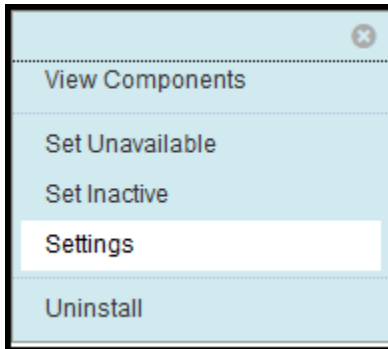 View Components
Set Unavailable
Set Inactive
Settings
Uninstall